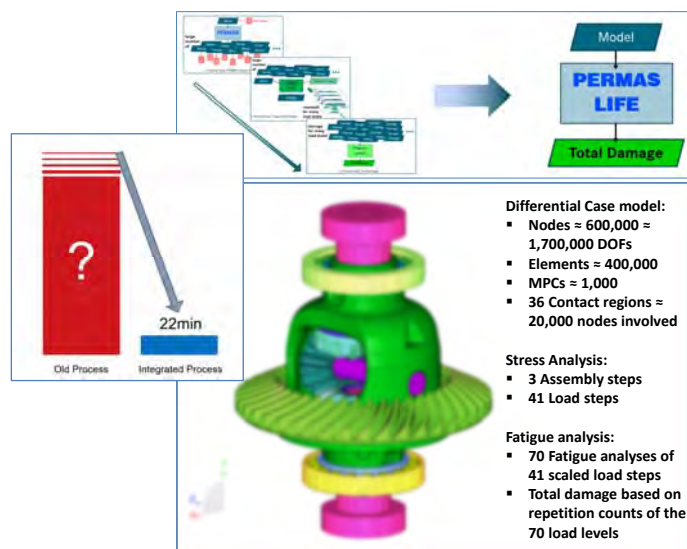 Model
PERMAS
LIFE
Total Damage
?
22min
Old Process
Integrated Process
Differential Case model:
▪ Nodes ≈ 600,000 ≈
1,700,000 DOFs
▪ Elements ≈ 400,000
▪ MPCs ≈ 1,000
▪ 36 Contact regions ≈
20,000 nodes involved
Stress Analysis:
▪ 3 Assembly steps
▪ 41 Load steps
Fatigue analysis:
▪ 70 Fatigue analyses of
41 scaled load steps
▪ Total damage based on
repetition counts of the
70 load levels